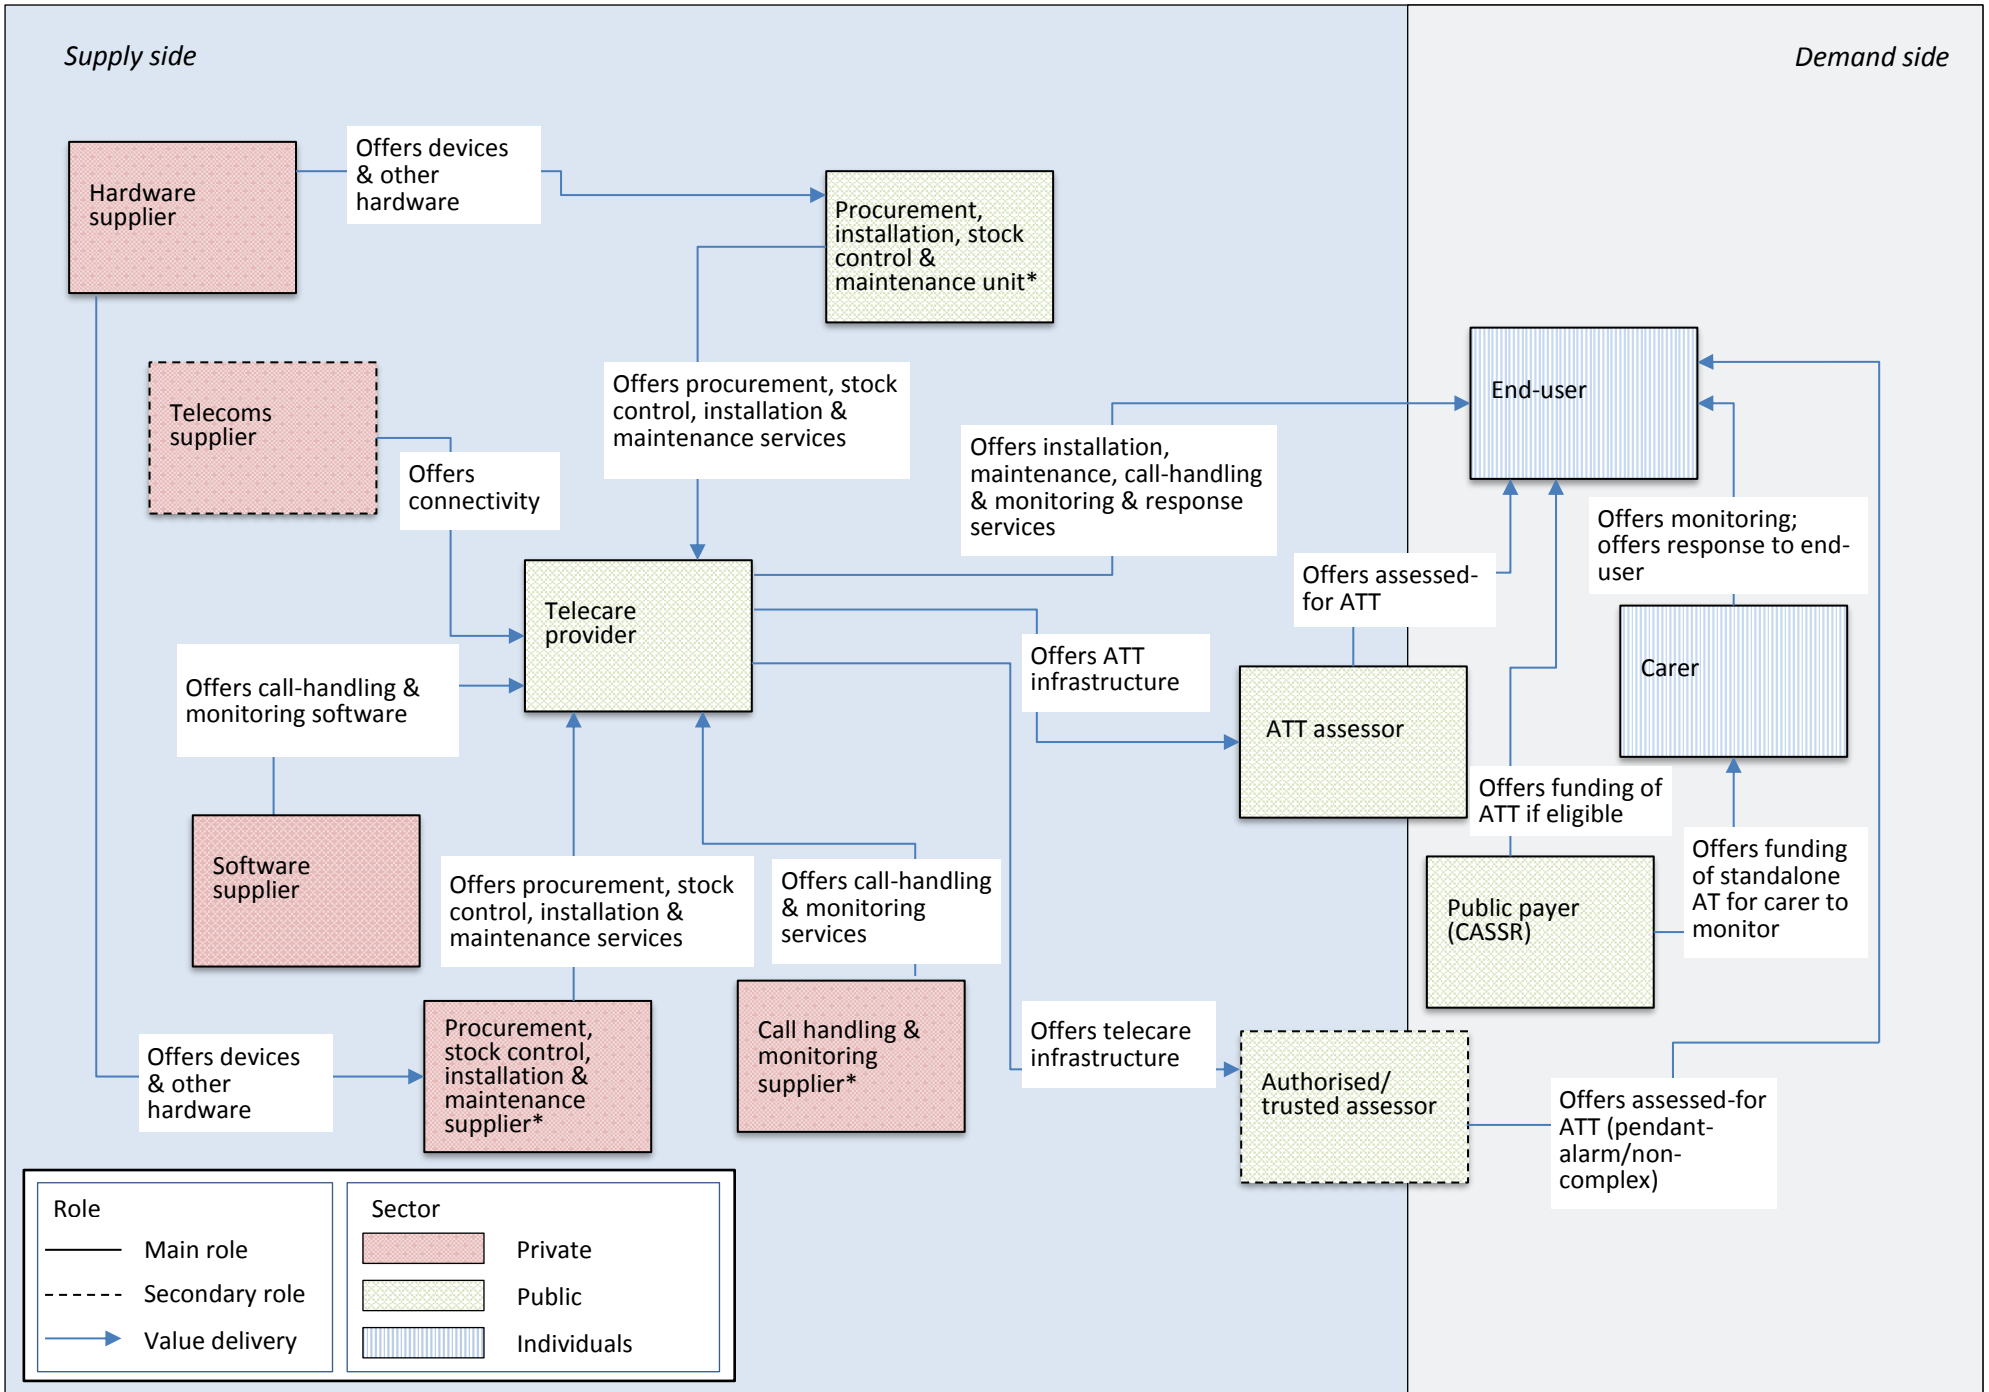 Supply side
Demand side
Offers devices
& other
hardware
Hardware
supplier
Procurement,
installation, stock
control &
maintenance unit*
Telecoms
supplier
Offers procurement, stock
control, installation &
maintenance services
End-user
Offers
connectivity
Offers installation,
maintenance, call-handling
& monitoring & response
services
Offers monitoring;
offers response to end-
user
Offers assessed-
for ATT
Telecare
provider
Offers ATT
infrastructure
Carer
Offers call-handling &
monitoring software
ATT assessor
Offers funding of
ATT if eligible
Software
supplier
Offers procurement, stock
control, installation &
maintenance services
Offers call-handling
& monitoring
services
Offers funding
of standalone
AT for carer to
monitor
Public payer
(CASSR)
Offers devices
& other
hardware
Procurement,
stock control,
installation &
maintenance
supplier*
Call handling &
monitoring
supplier*
Offers telecare
infrastructure
Authorised/
trusted assessor
Offers assessed-for
ATT (pendant-
alarm/non-
complex)
Role
Main role
Secondary role
Value delivery
Sector
Private
Public
Individuals